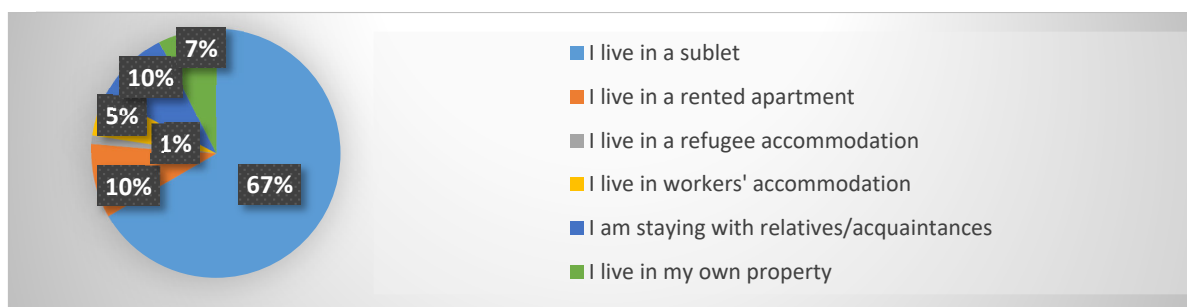 7%
10%
5%
1%
10%
67%
I live in a sublet
I live in a rented apartment
I live in a refugee accommodation
I live in workers' accommodation
I am staying with relatives/acquaintances
I live in my own property